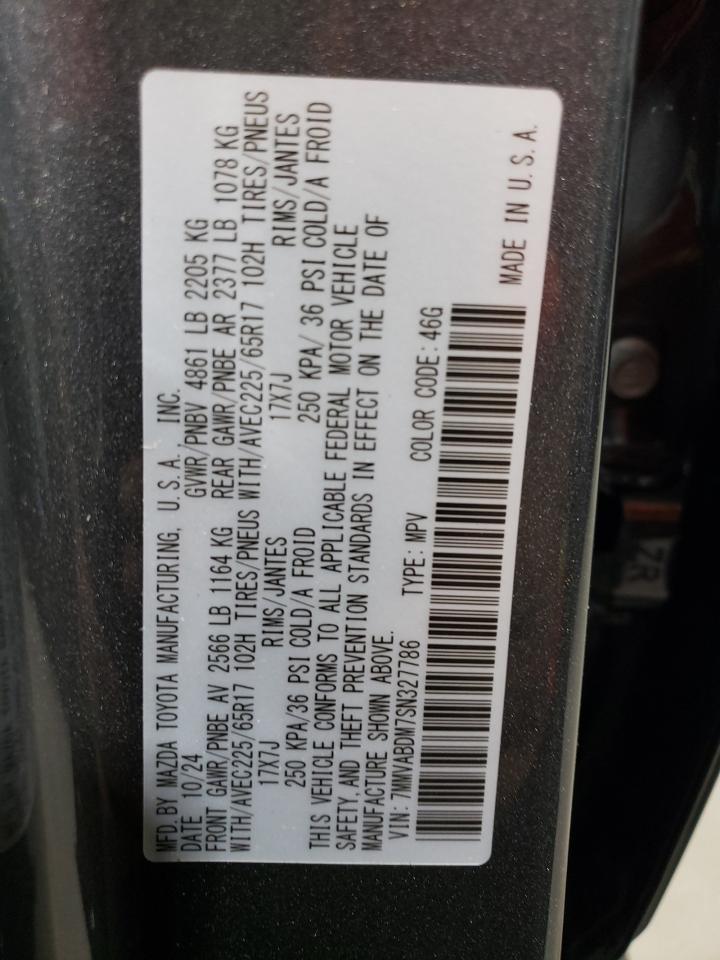 MFD. BY MAZDA TOYOTA MANUFACTURING, U.S.A., INC.
DATE 10/24 GVWR/PNBV 4861 LB 2205 KG
FRONT GAWR/PNBE AV 2566 LB 1164 KG REAR GAWR/PNBE AR 2377 LB 1078 KG
WITH/AVEC225/65R17 102H TIRES/PNEUS WITH/AVEC225/65R17 102H TIRES/PNEUS
17X7J RIMS/JANTES 17X7J RIMS/JANTES
250 KPA/36 PSI COLD/A FROID 250 KPA/ 36 PSI COLD/A FROID
THIS VEHICLE CONFORMS TO ALL APPLICABLE FEDERAL MOTOR VEHICLE
SAFETY, AND THEFT PREVENTION STANDARDS IN EFFECT ON THE DATE OF
MANUFACTURE SHOWN ABOVE.
VIN: 7MMVABDM7SN327786 TYPE: MPV COLOR CODE: 46G
MADE IN U.S.A.
ZR